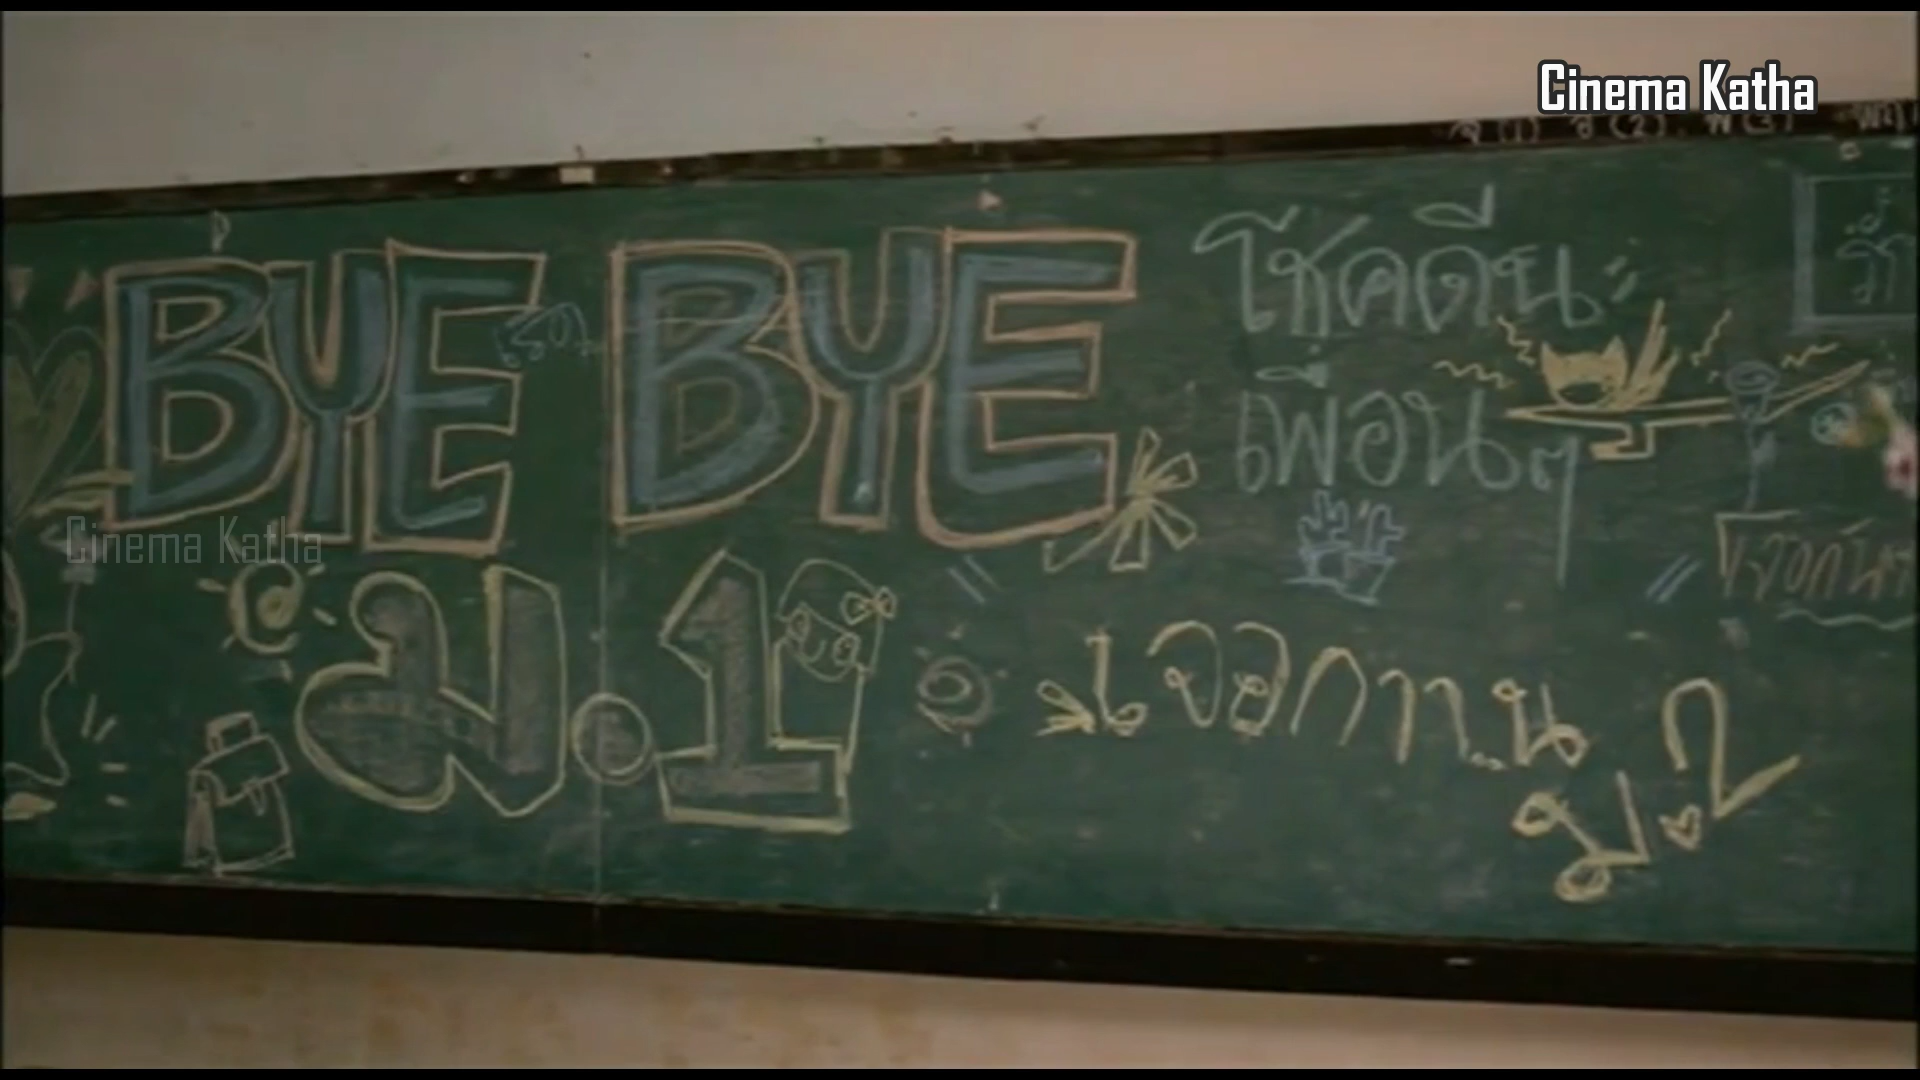 Cinema Katha
BYE BYE
โชคดีนะ
เพื่อนๆ
Cinema Katha
ม.1
เจอกานน
ม.2